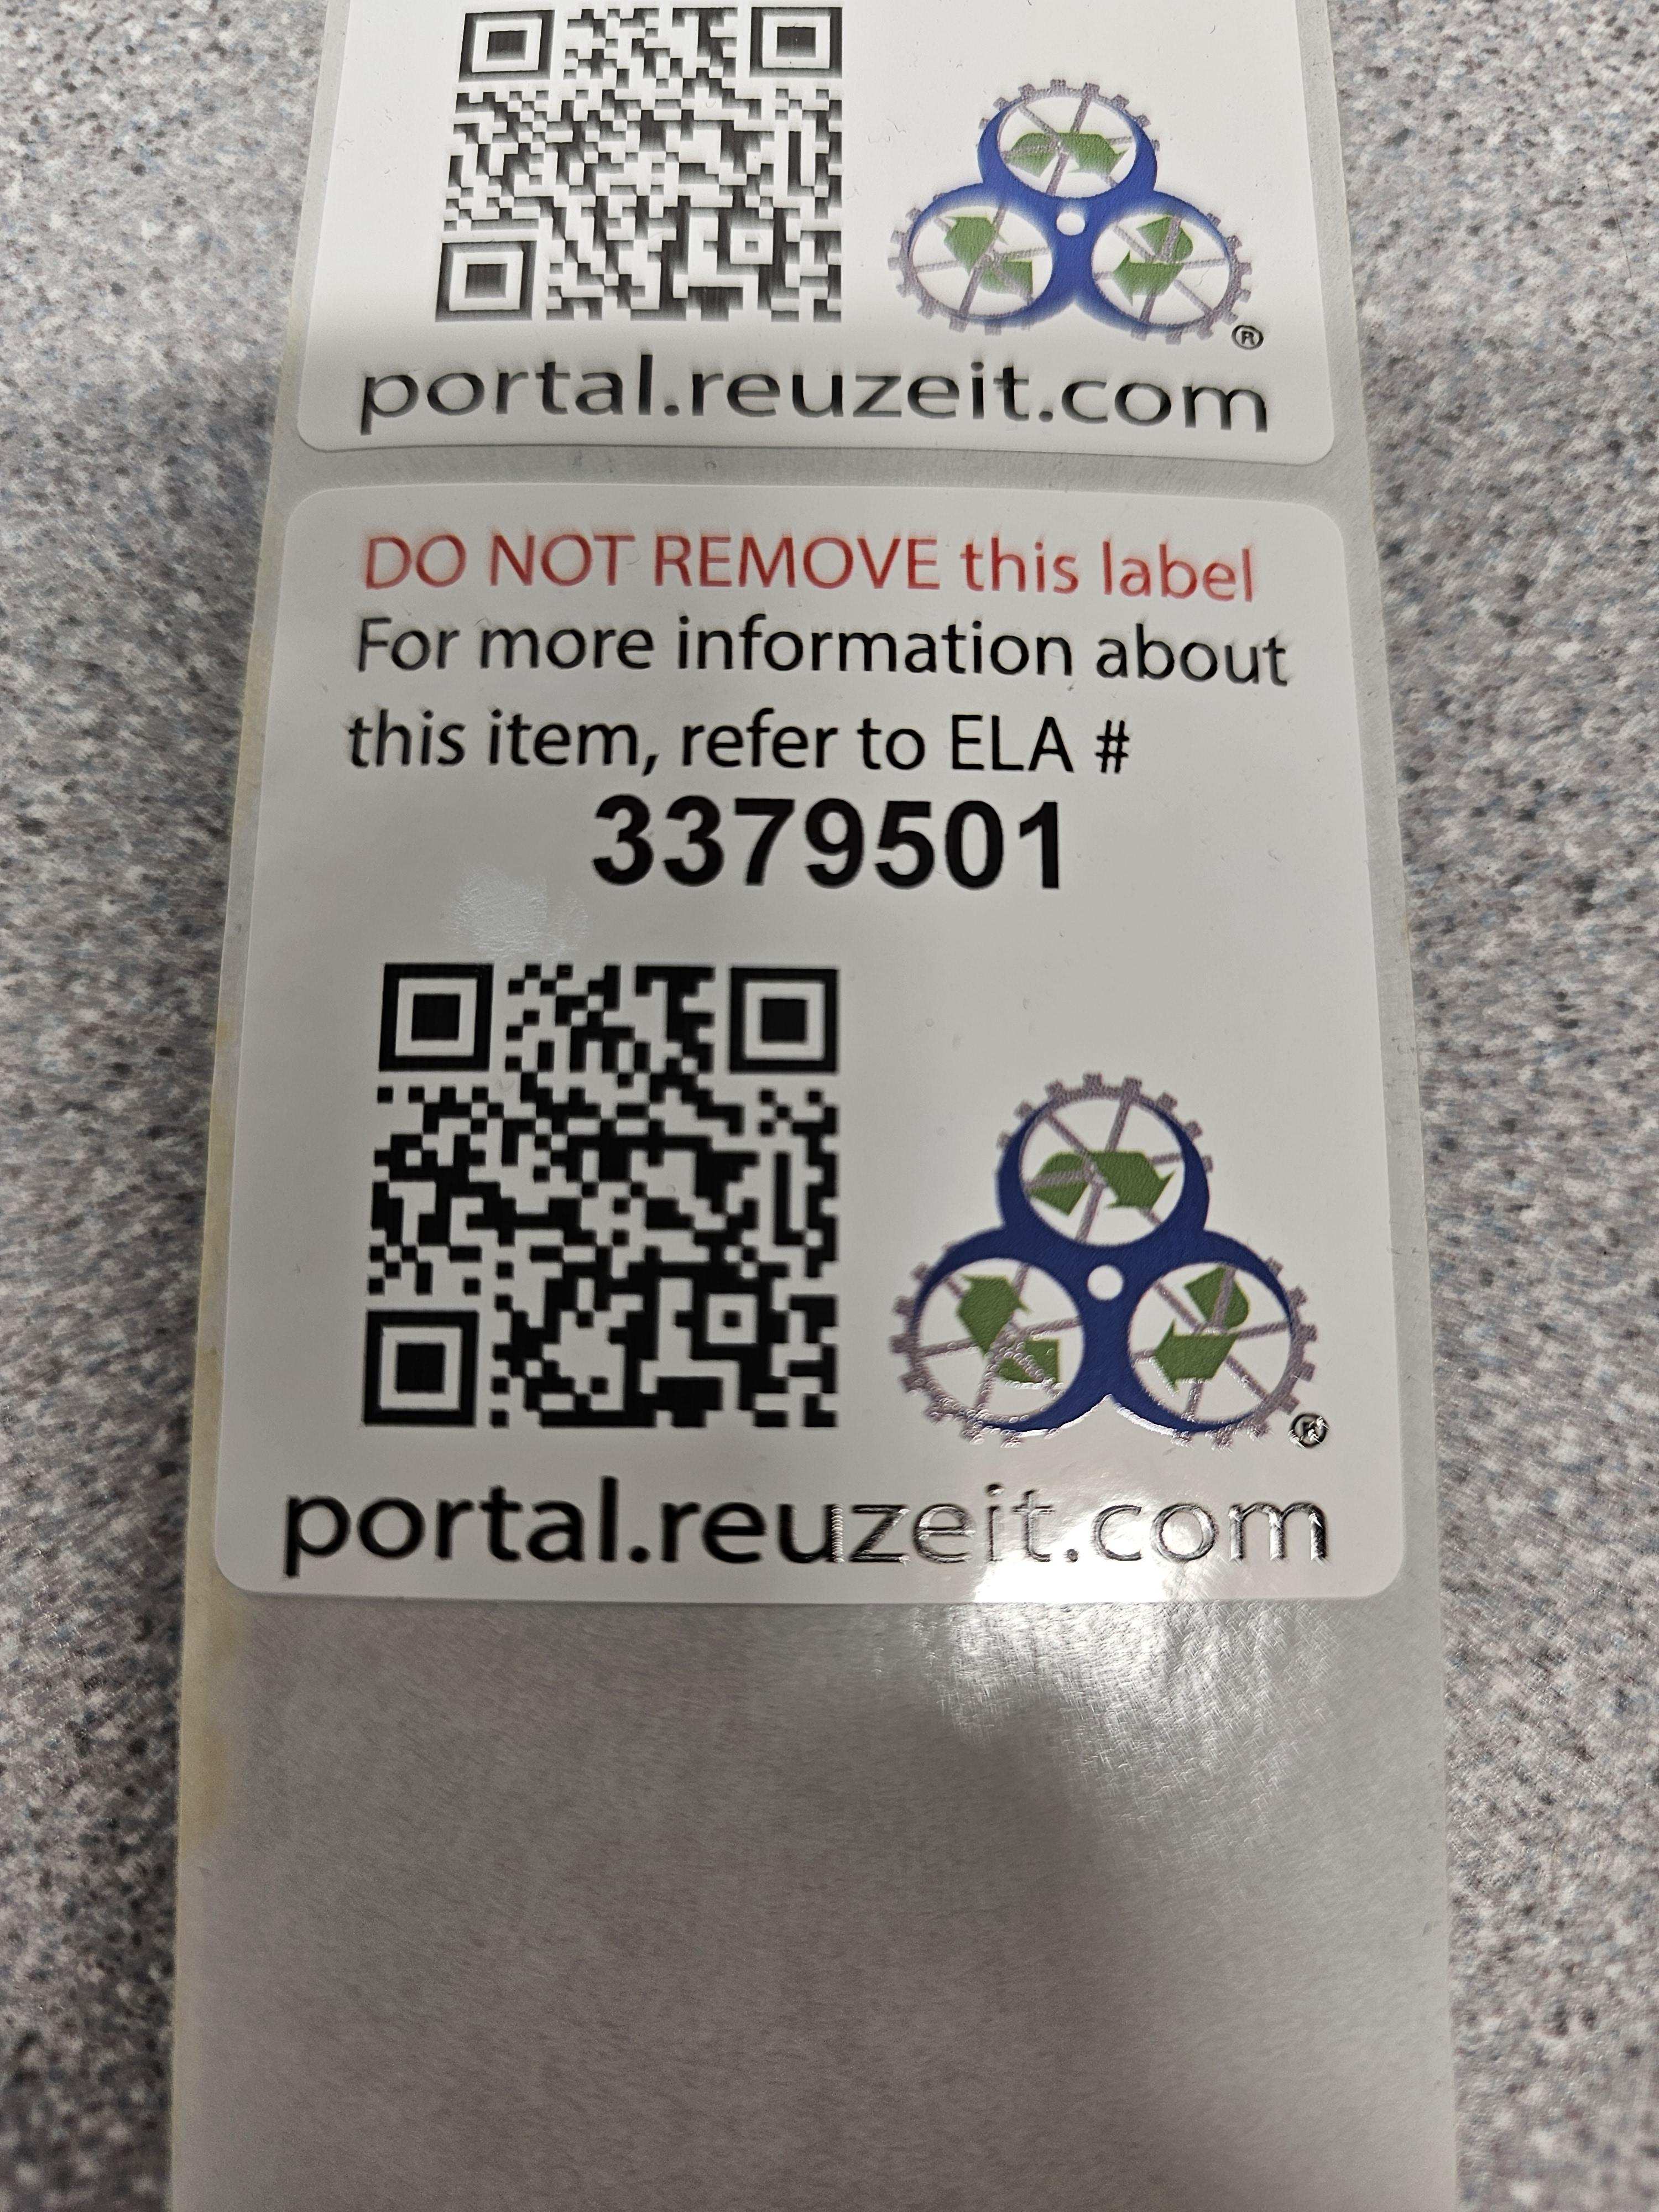 ®
portal.reuzeit.com
DO NOT REMOVE this label
For more information about
this item, refer to ELA #
3379501
®
portal.reuzeit.com